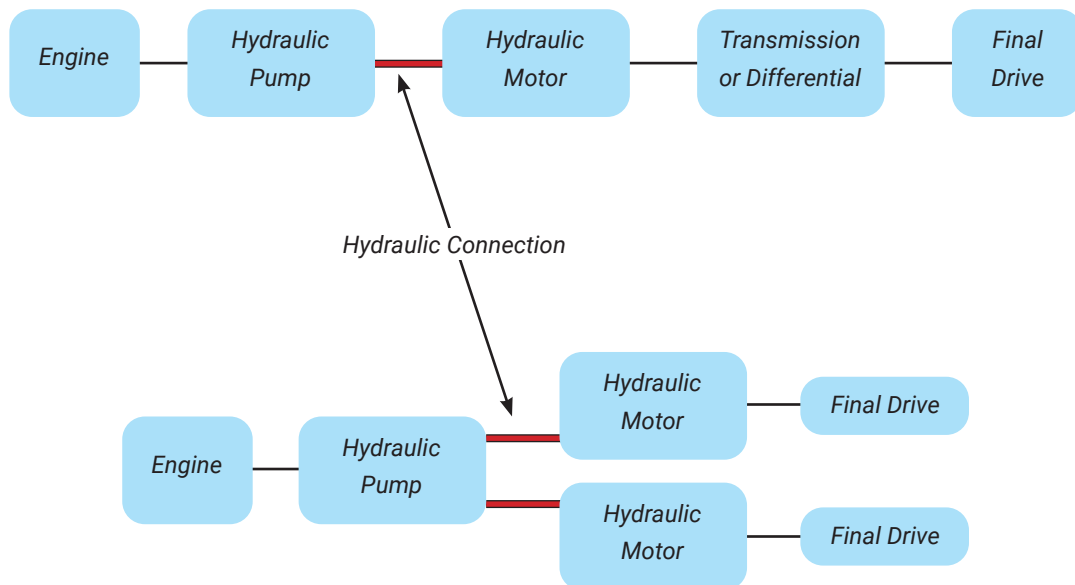 Engine
Hydraulic
Pump
Hydraulic
Motor
Transmission
or Differential
Final
Drive
Hydraulic Connection
Engine
Hydraulic
Pump
Hydraulic
Motor
Final Drive
Hydraulic
Motor
Final Drive